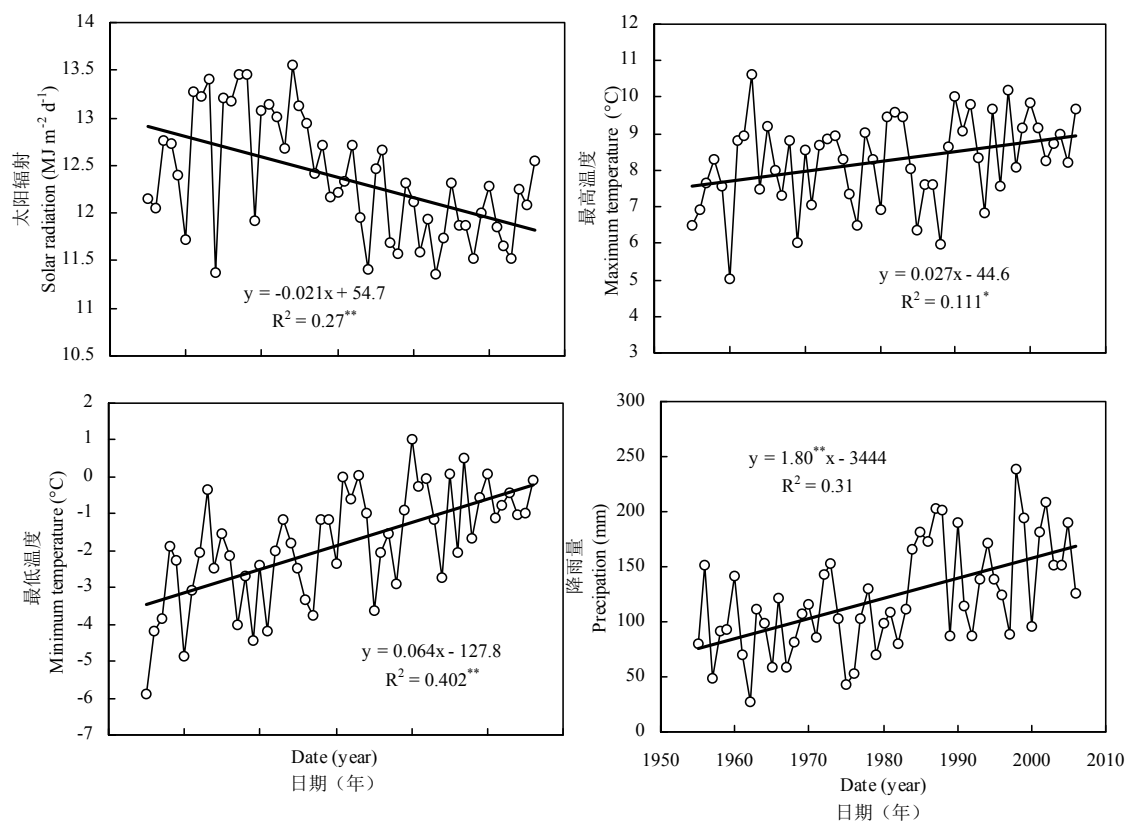 14
13.5
13
12.5
12
11.5
11
10.5
太阳辐射
Solar radiation (MJ m⁻² d⁻¹)
y = -0.021x + 54.7
R² = 0.27**
12
11
10
9
8
7
6
5
4
3
最高温度
Maximum temperature (°C)
y = 0.027x - 44.6
R² = 0.111*
2
1
0
-1
-2
-3
-4
-5
-6
-7
最低温度
Minimum temperature (°C)
y = 0.064x - 127.8
R² = 0.402**
Date (year)
日期（年）
300
250
200
150
100
50
0
降雨量
Precipation (mm)
y = 1.80**x - 3444
R² = 0.31
1950 1960 1970 1980 1990 2000 2010
Date (year)
日期（年）